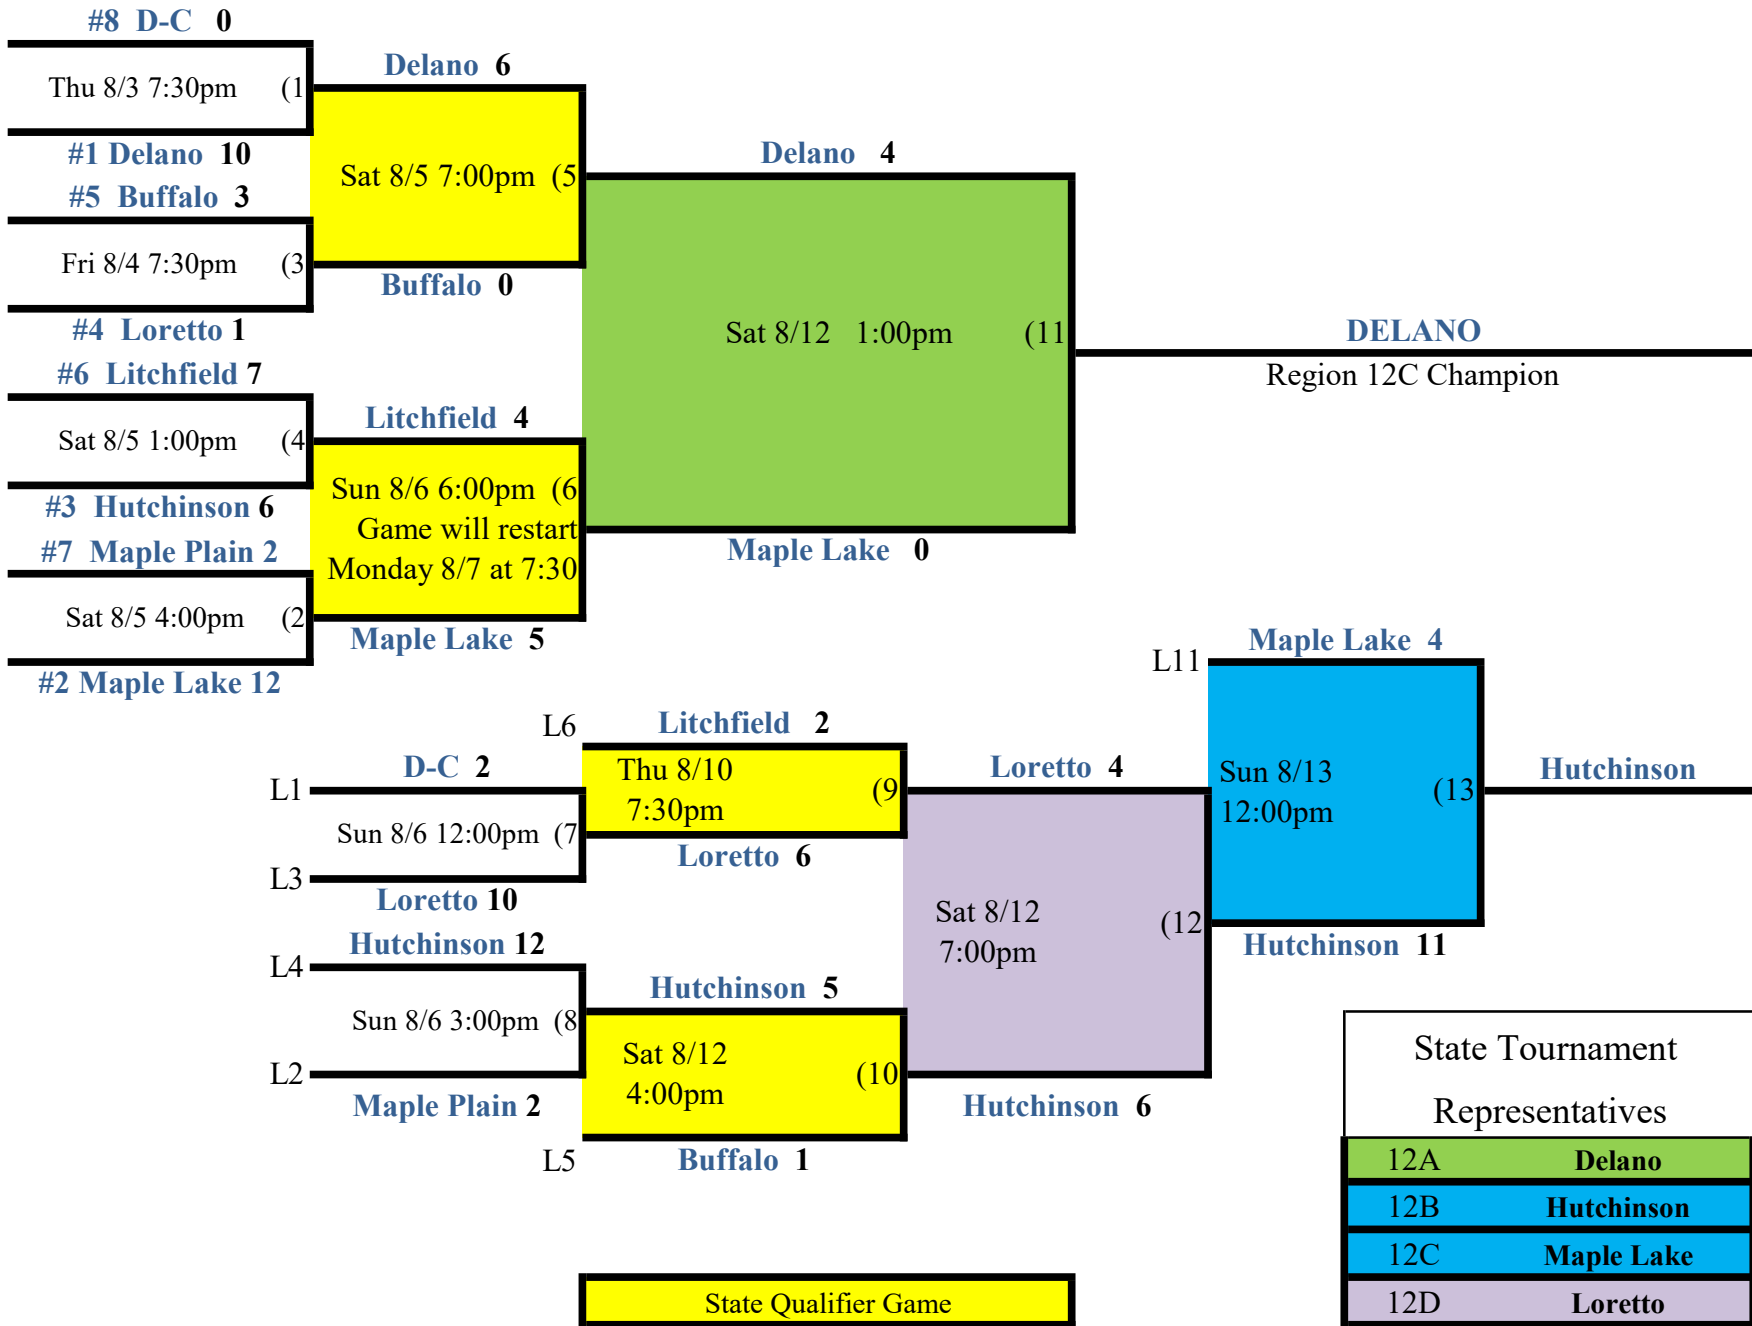 #8 D-C 0
Thu 8/3 7:30pm (1
#1 Delano 10
#5 Buffalo 3
Fri 8/4 7:30pm (3
#4 Loretto 1
#6 Litchfield 7
Sat 8/5 1:00pm (4
#3 Hutchinson 6
#7 Maple Plain 2
Sat 8/5 4:00pm (2
#2 Maple Lake 12
Delano 6
Sat 8/5 7:00pm (5
Buffalo 0
Litchfield 4
Sun 8/6 6:00pm (6
Game will restart
Monday 8/7 at 7:30
Maple Lake 5
Delano 4
Sat 8/12 1:00pm (11
Maple Lake 0
DELANO
Region 12C Champion
L1
D-C 2
Sun 8/6 12:00pm (7
L3
Loretto 10
Hutchinson 12
L4
Sun 8/6 3:00pm (8
L2
Maple Plain 2
L6
Litchfield 2
Thu 8/10
7:30pm (9
Loretto 6
Hutchinson 5
Sat 8/12
4:00pm (10
L5
Buffalo 1
Loretto 4
Sat 8/12
7:00pm (12
Hutchinson 6
L11
Maple Lake 4
Sun 8/13
12:00pm (13
Hutchinson 11
Hutchinson
State Tournament
Representatives
12A Delano
12B Hutchinson
12C Maple Lake
12D Loretto
State Qualifier Game